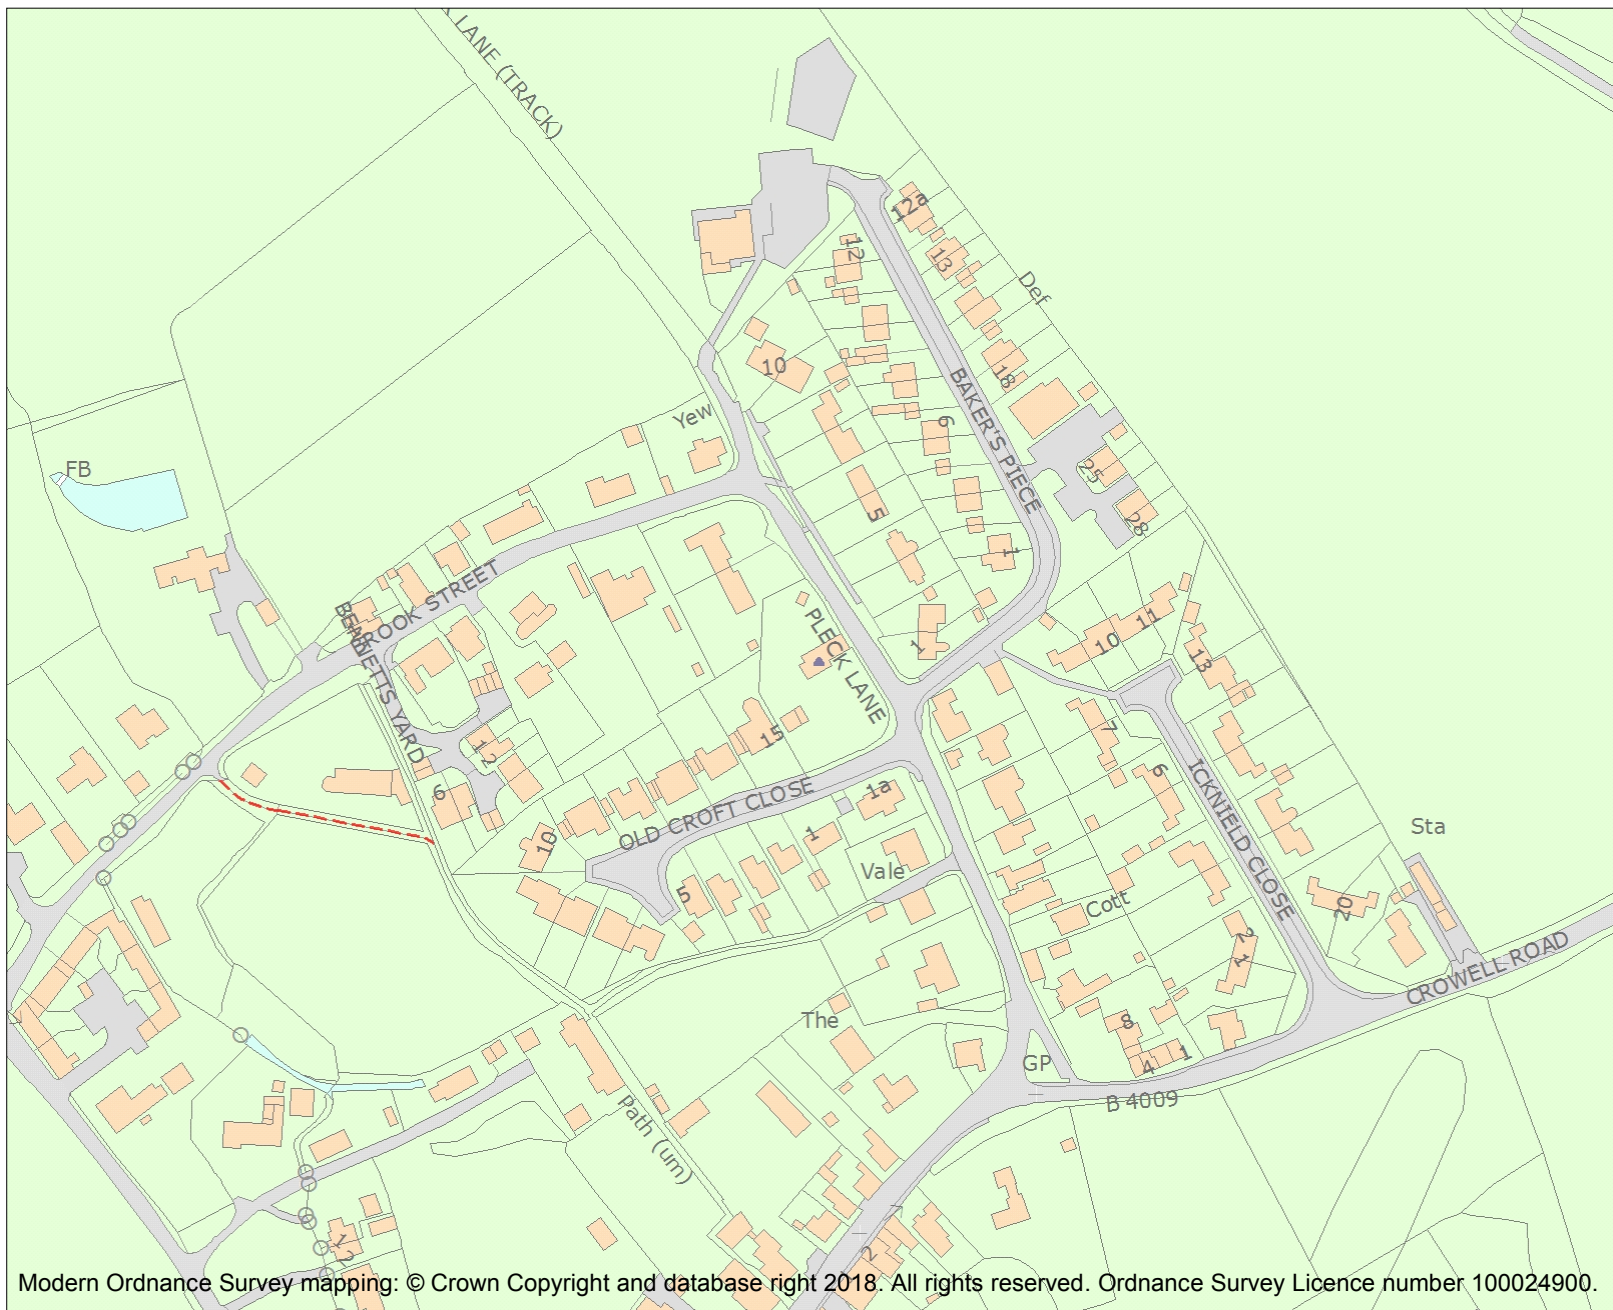 LANE (TRACK)
12a
12
13
Def
10
18
Yew
BAKER'S PIECE
6
FB
25
5
28
1
BROOK STREET
BENNETTS YARD
PLECK LANE
1
10
11
13
15
7
12
6
6
ICKNIELD CLOSE
OLD CROFT CLOSE
1a
1
10
Sta
Vale
5
Cott
20
21
CROWELL ROAD
The
8
GP
4
1
B 4009
Path (um)
12
2
Modern Ordnance Survey mapping: © Crown Copyright and database right 2018. All rights reserved. Ordnance Survey Licence number 100024900.